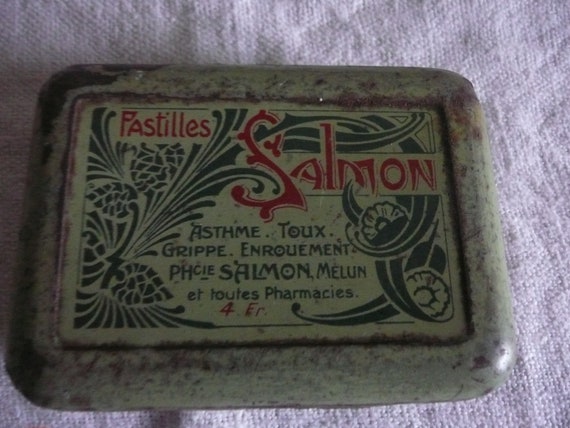 Pastilles Salmon
Asthme. Toux.
Grippe. Enrouement.
Phcie SALMON, Melun
et toutes Pharmacies.
4. Fr.